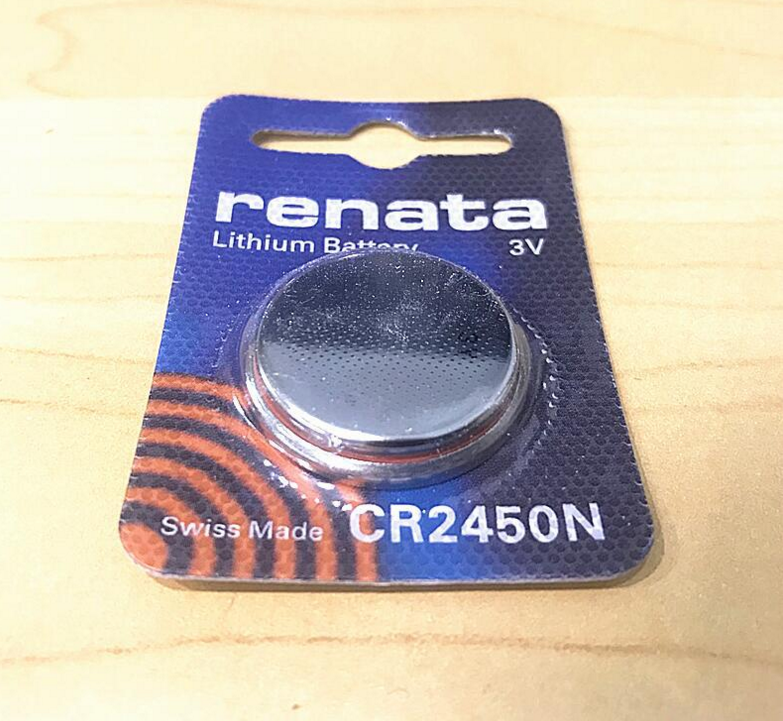 renata
Lithium Battery 3V
Swiss Made CR2450N